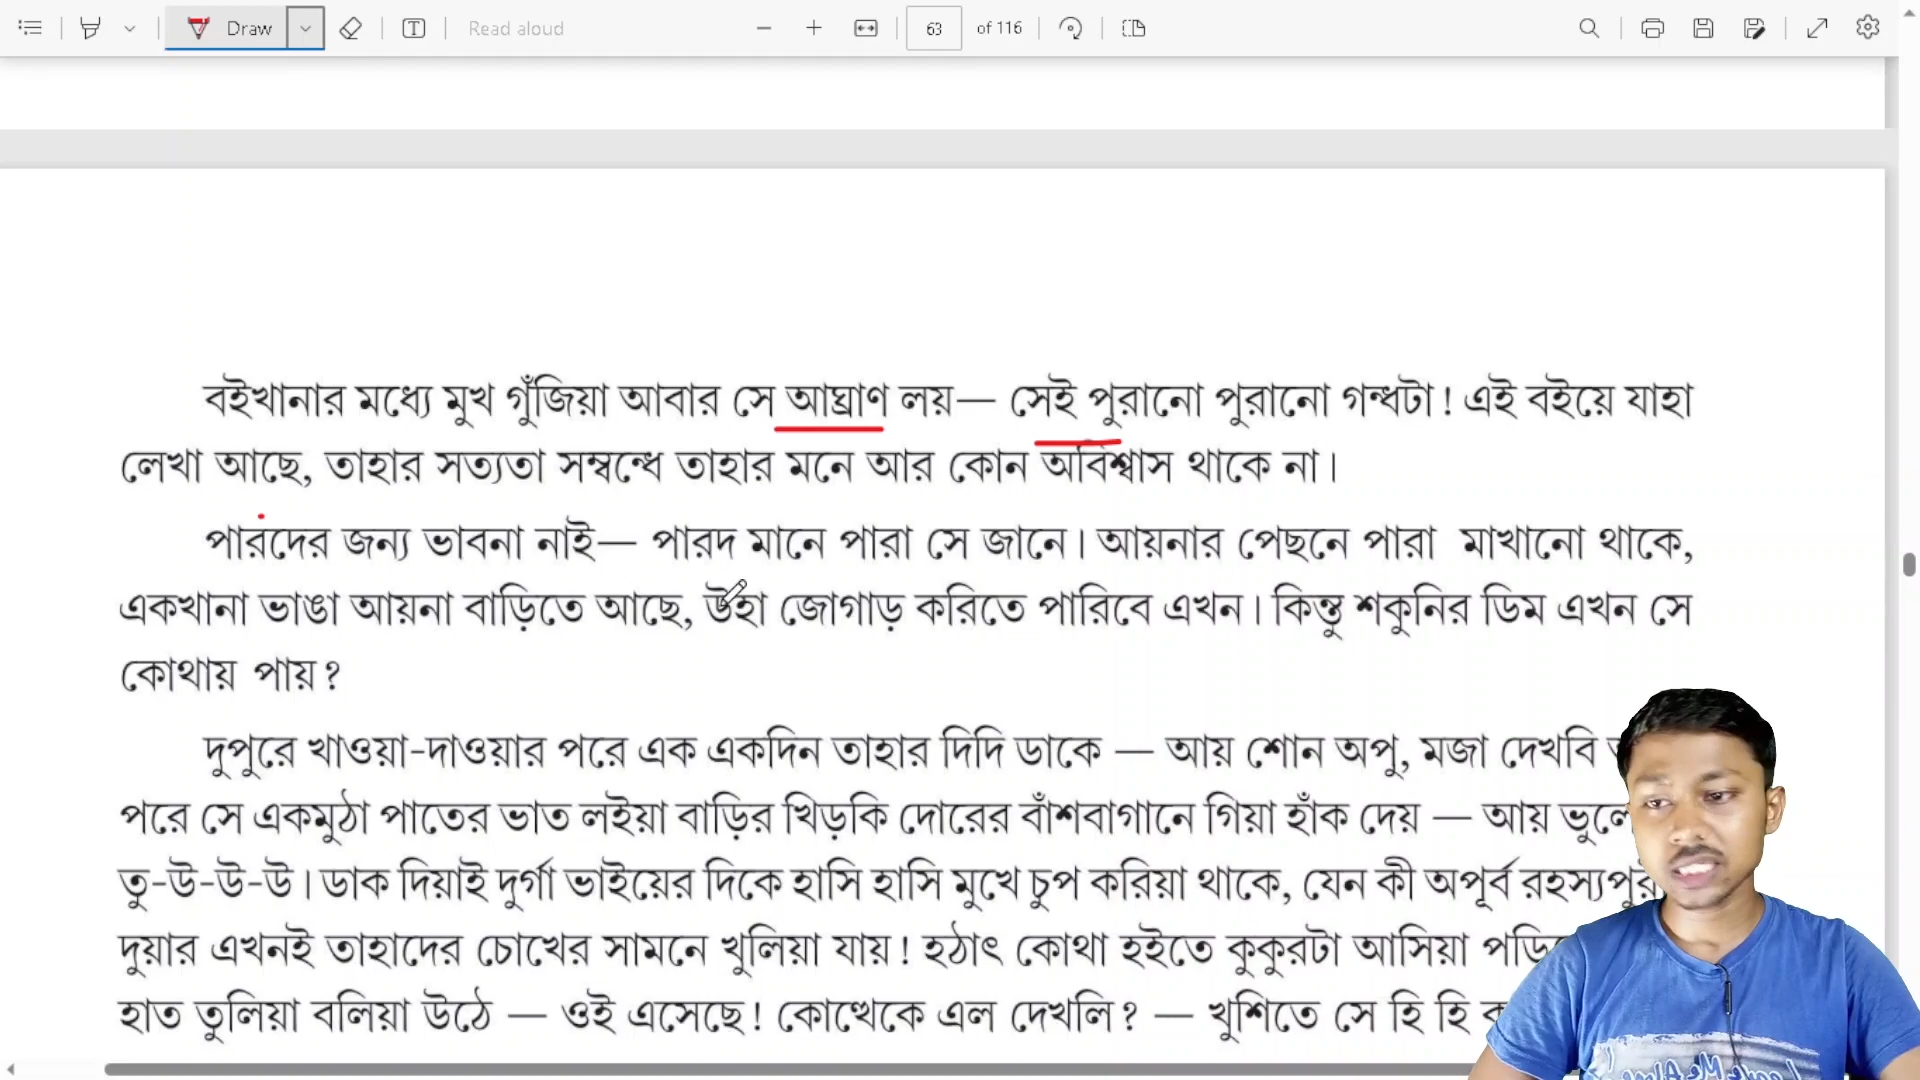 Draw
Read aloud
63 of 116
বইখানার মধ্যে মুখ গুঁজিয়া আবার সে আঘ্রাণ লয়— সেই পুরানো পুরানো গন্ধটা! এই বইয়ে যাহা
লেখা আছে, তাহার সত্যতা সম্বন্ধে তাহার মনে আর কোন অবিশ্বাস থাকে না।
পারদের জন্য ভাবনা নাই— পারদ মানে পারা সে জানে। আয়নার পেছনে পারা মাখানো থাকে,
একখানা ভাঙা আয়না বাড়িতে আছে, উহা জোগাড় করিতে পারিবে এখন। কিন্তু শকুনির ডিম এখন সে
কোথায় পায়?
দুপুরে খাওয়া-দাওয়ার পরে এক একদিন তাহার দিদি ডাকে — আয় শোন অপু, মজা দেখবি
পরে সে একমুঠা পাতের ভাত লইয়া বাড়ির খিড়কি দোরের বাঁশবাগানে গিয়া হাঁক দেয় — আয় ভুলো
তু-উ-উ-উ। ডাক দিয়াই দুর্গা ভাইয়ের দিকে হাসি হাসি মুখে চুপ করিয়া থাকে, যেন কী অপূর্ব রহস্যপুরী
দুয়ার এখনই তাহাদের চোখের সামনে খুলিয়া যায়! হঠাৎ কোথা হইতে কুকুরটা আসিয়া
হাত তুলিয়া বলিয়া উঠে — ওই এসেছে! কোত্থেকে এল দেখলি? — খুশিতে সে হি হি